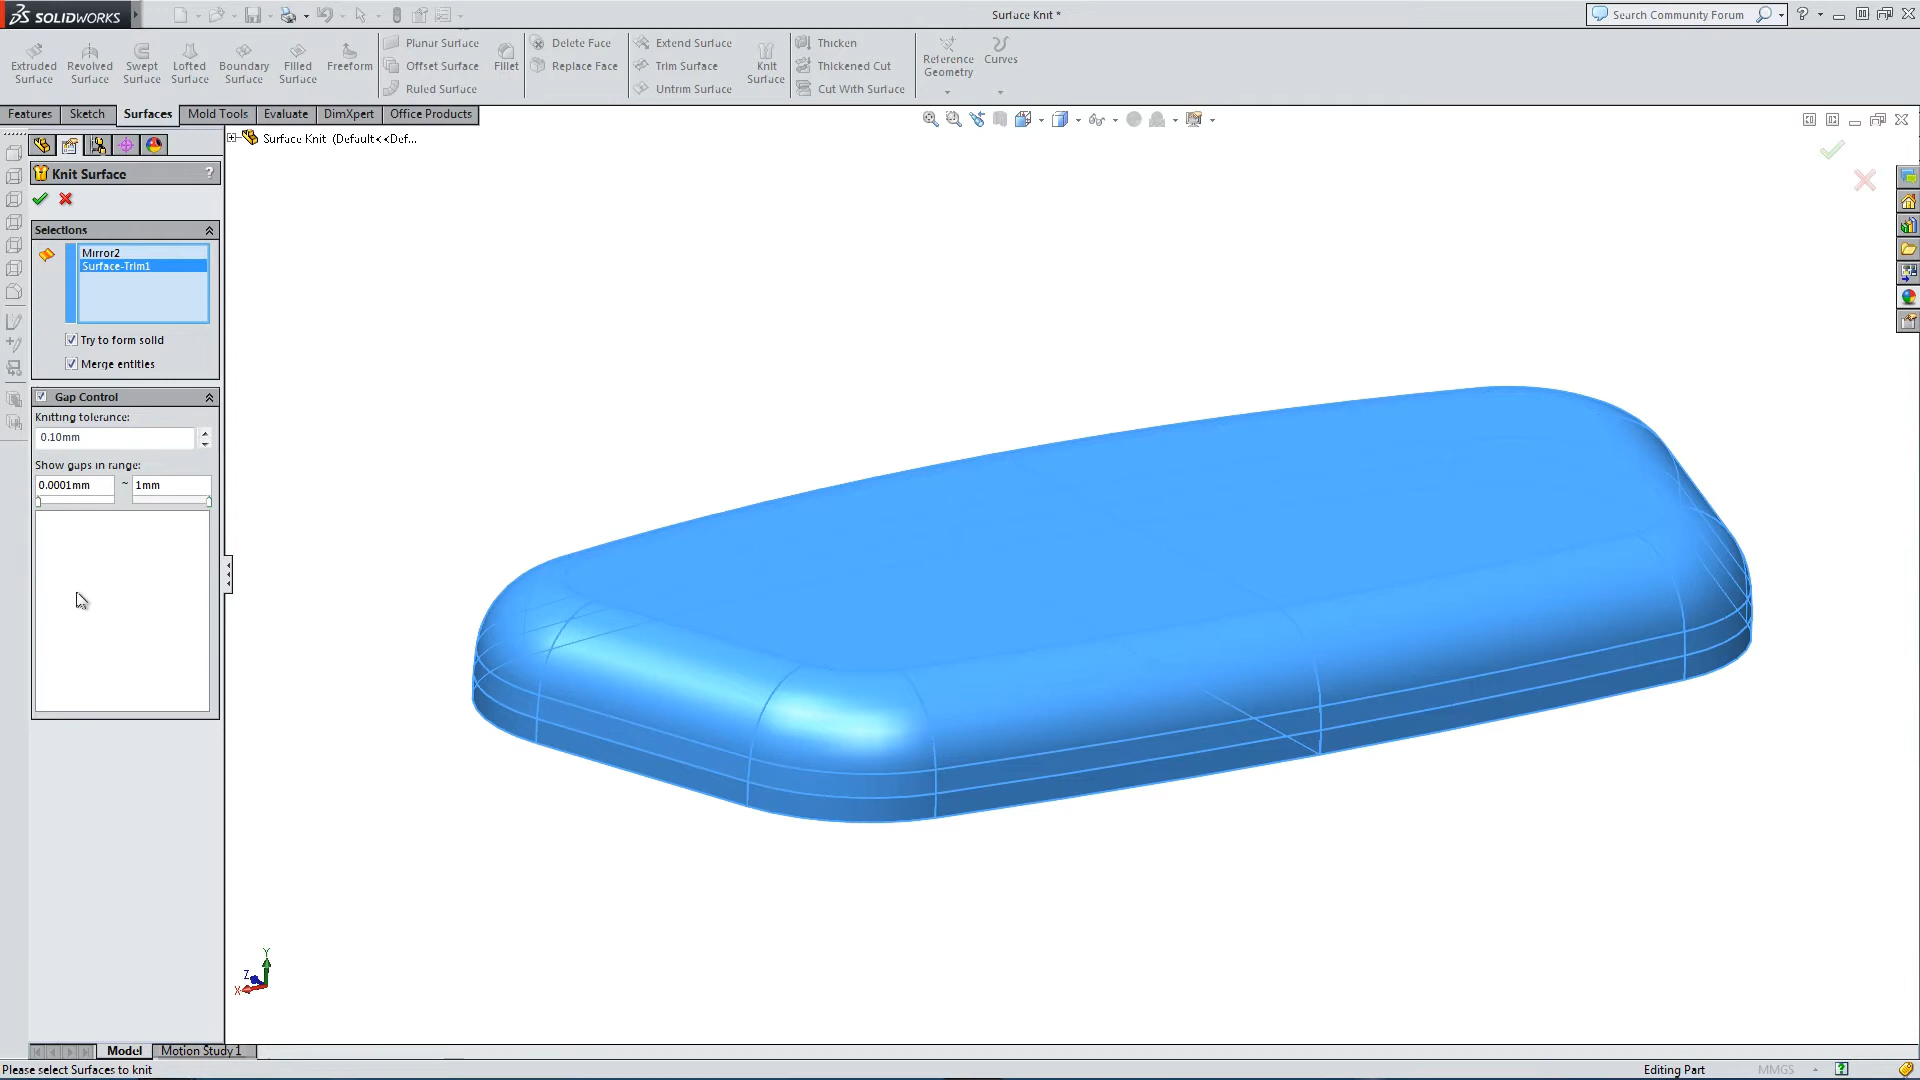 SOLIDWORKS
Surface Knit *
Search Community Forum
Extruded Surface
Revolved Surface
Swept Surface
Lofted Surface
Boundary Surface
Filled Surface
Freeform
Planar Surface
Offset Surface
Ruled Surface
Fillet
Delete Face
Replace Face
Extend Surface
Trim Surface
Untrim Surface
Knit Surface
Thicken
Thickened Cut
Cut With Surface
Reference Geometry
Curves
Features
Sketch
Surfaces
Mold Tools
Evaluate
DimXpert
Office Products
Surface Knit (Default<<Def...
Knit Surface
?
Selections
Mirror2
Surface-Trim1
Try to form solid
Merge entities
Gap Control
Knitting tolerance:
0.10mm
Show gaps in range:
0.0001mm ~ 1mm
Y
Z
X
Model
Motion Study 1
Please select Surfaces to knit
Editing Part
MMGS
?